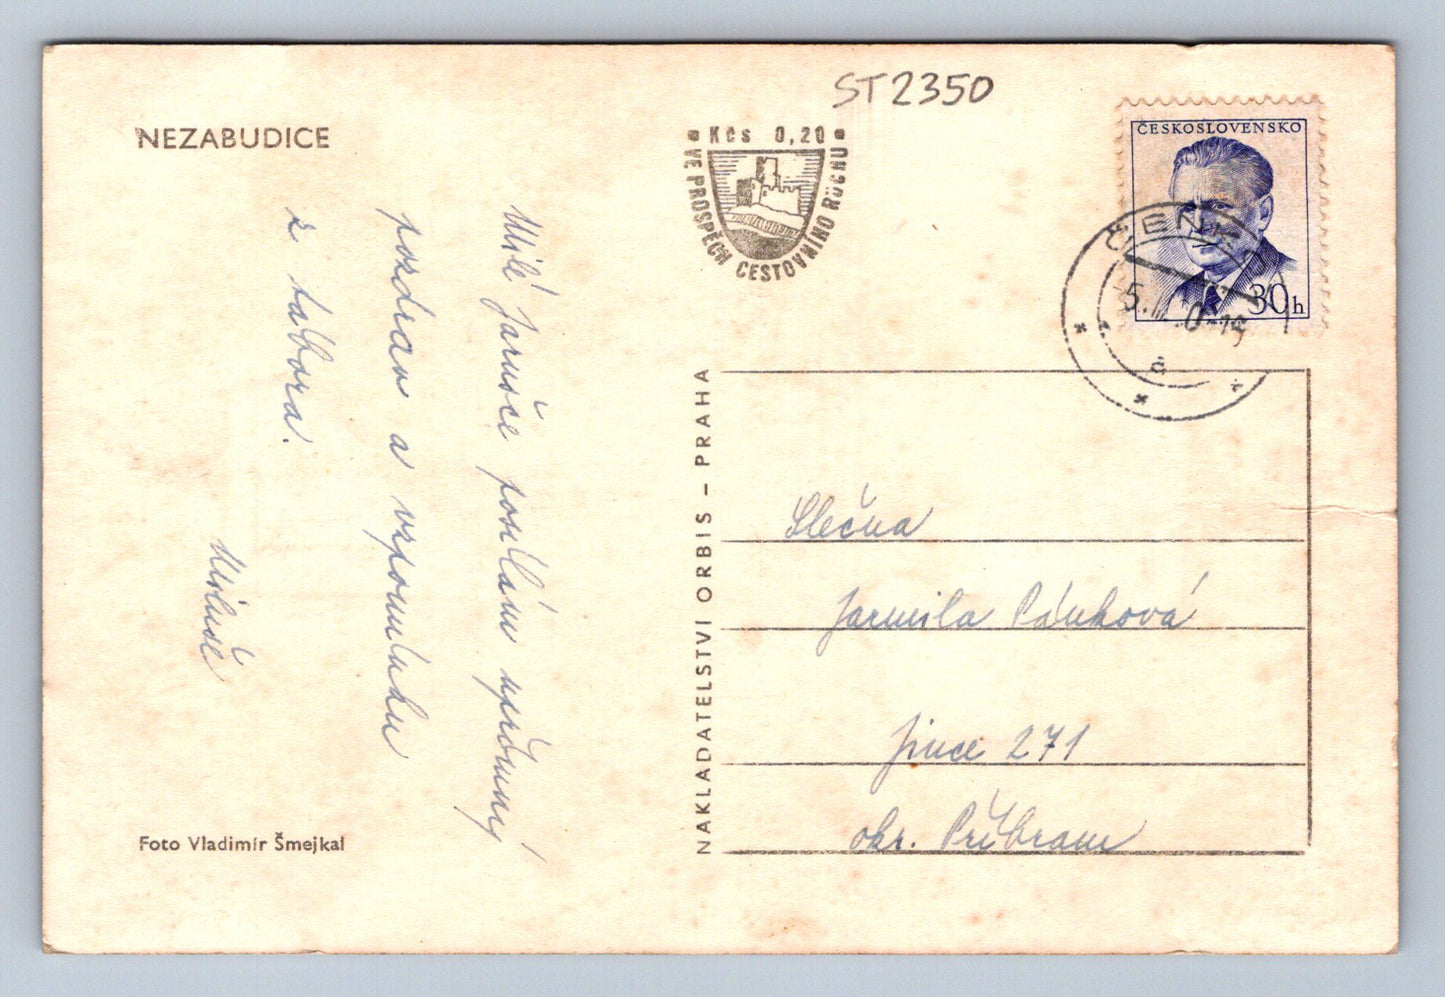 ST2350
NEZABUDICE
Kčs 0,20
VE PROSPĚCH CESTOVNÍHO RUCHU
ČESKOSLOVENSKO
30h
Milé Jarušce posílám upřímný
pozdrav a vzpomínku
z tábora.
Foto Vladimír Šmejkal
NAKLADATELSTVÍ ORBIS – PRAHA
Slečna
Jarmila Pánková
Jince 271
okr. Příbram